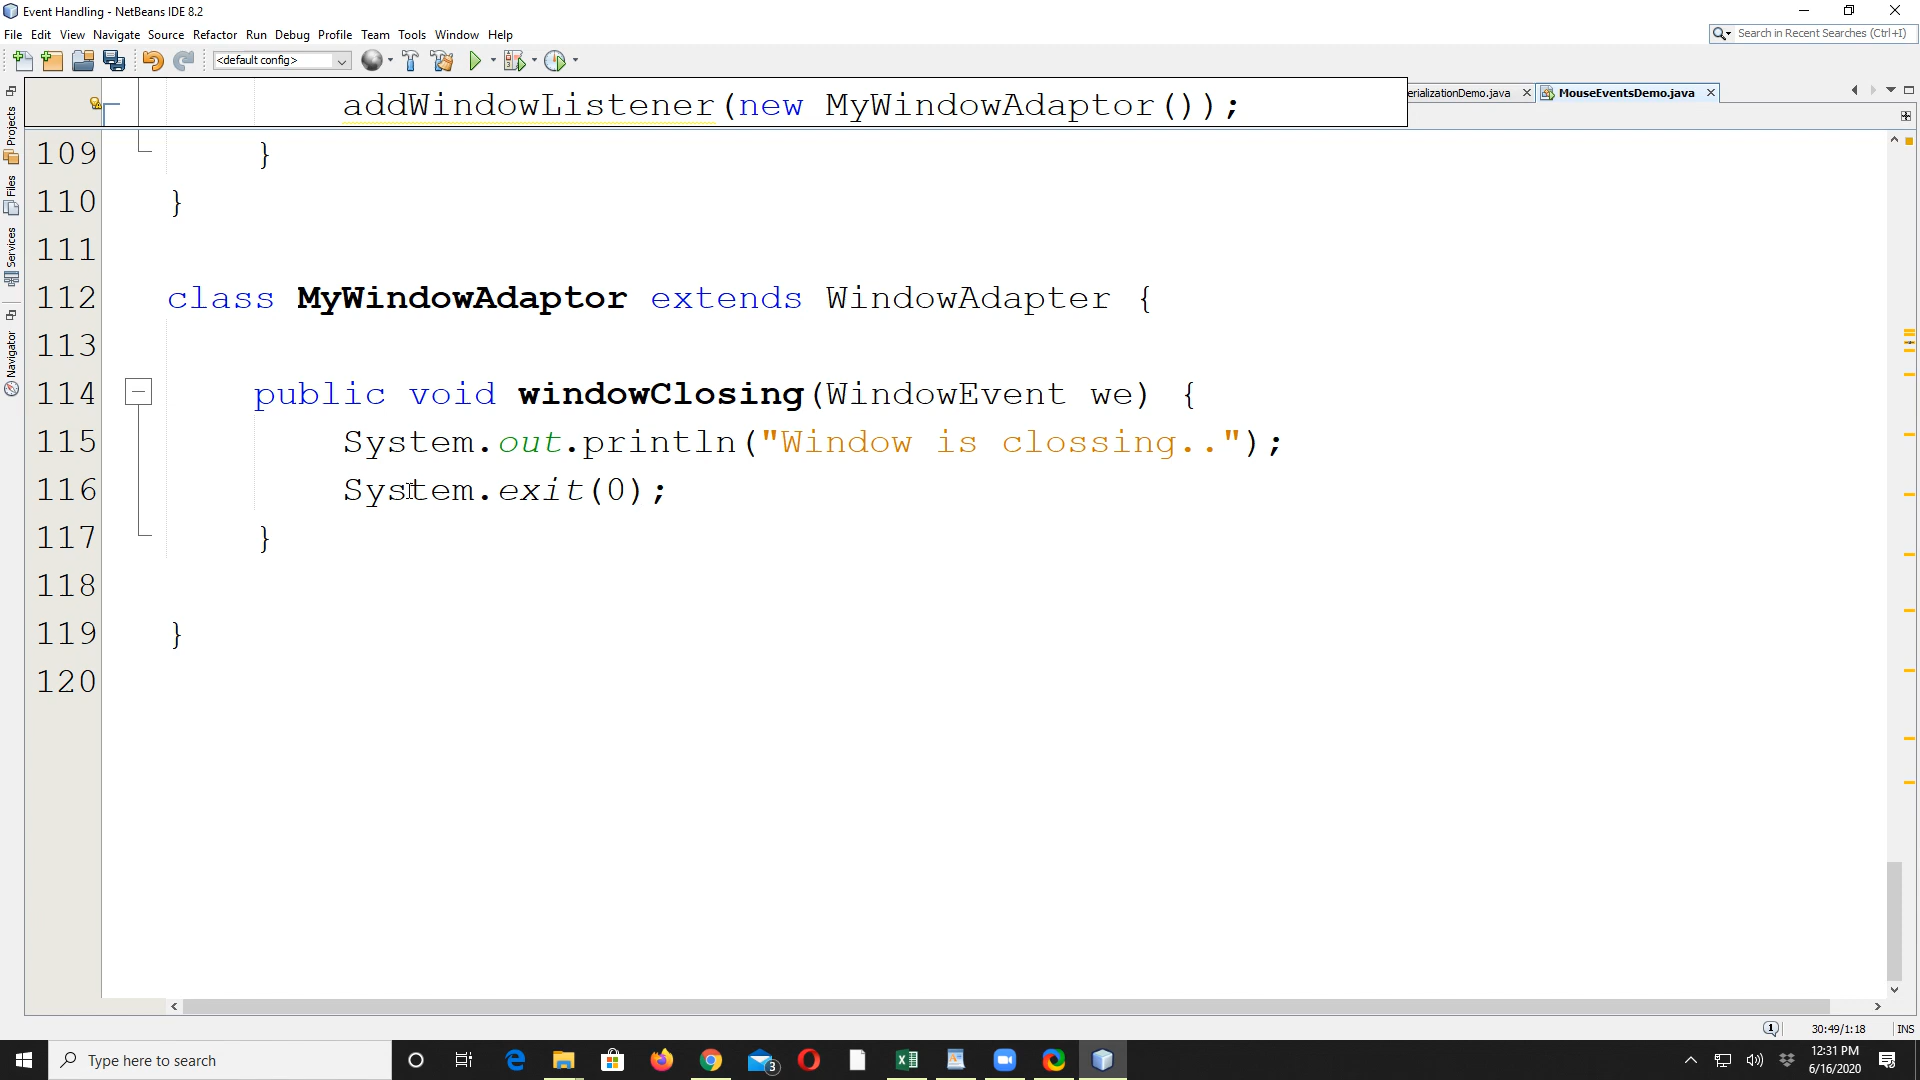 Event Handling - NetBeans IDE 8.2
File Edit View Navigate Source Refactor Run Debug Profile Team Tools Window Help
Search in Recent Searches (Ctrl+I)
<default config>
erializationDemo.java
MouseEventsDemo.java
addWindowListener(new MyWindowAdaptor());
Projects
Files
Services
Navigator
109 }
110 }
111
112 class MyWindowAdaptor extends WindowAdapter {
113
114 public void windowClosing(WindowEvent we) {
115 System.out.println("Window is clossing..");
116 System.exit(0);
117 }
118
119 }
120
1
30:49/1:18
INS
Type here to search
3
12:31 PM
6/16/2020